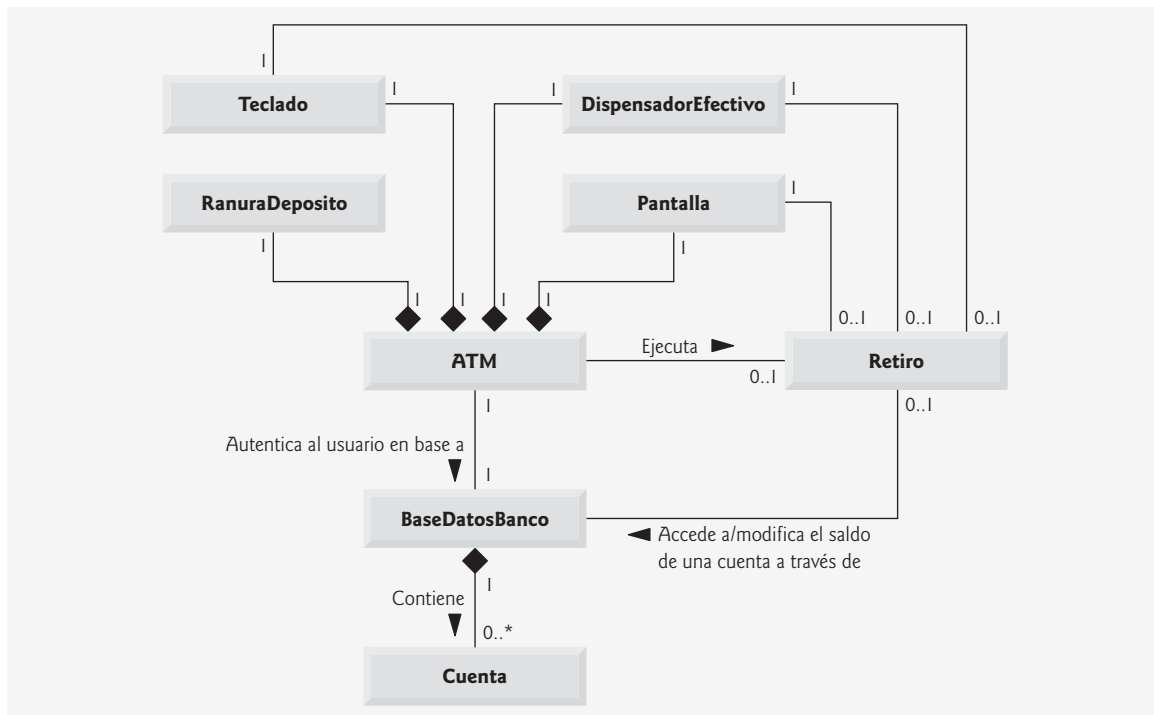 1
Teclado
1
1
DispensadorEfectivo
1
RanuraDeposito
Pantalla
1
1
1
1
1
1
1
0..1
0..1
0..1
ATM
Ejecuta
0..1
Retiro
1
0..1
Autentica al usuario en base a
1
BaseDatosBanco
Accede a/modifica el saldo
de una cuenta a través de
1
Contiene
0..*
Cuenta